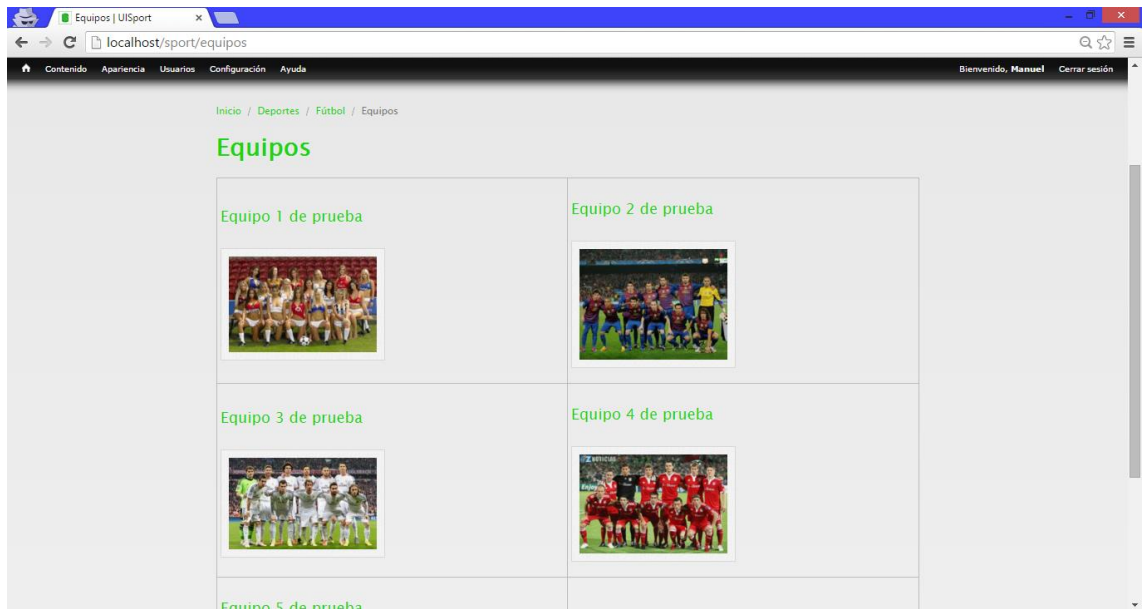 Equipos | UISport
localhost/sport/equipos
Contenido Apariencia Usuarios Configuración Ayuda Bienvenido, Manuel Cerrar sesión
Inicio / Deportes / Fútbol / Equipos
Equipos
Equipo 1 de prueba
Equipo 2 de prueba
Equipo 3 de prueba
Equipo 4 de prueba
NOTICIAS
Equipo 5 de prueba